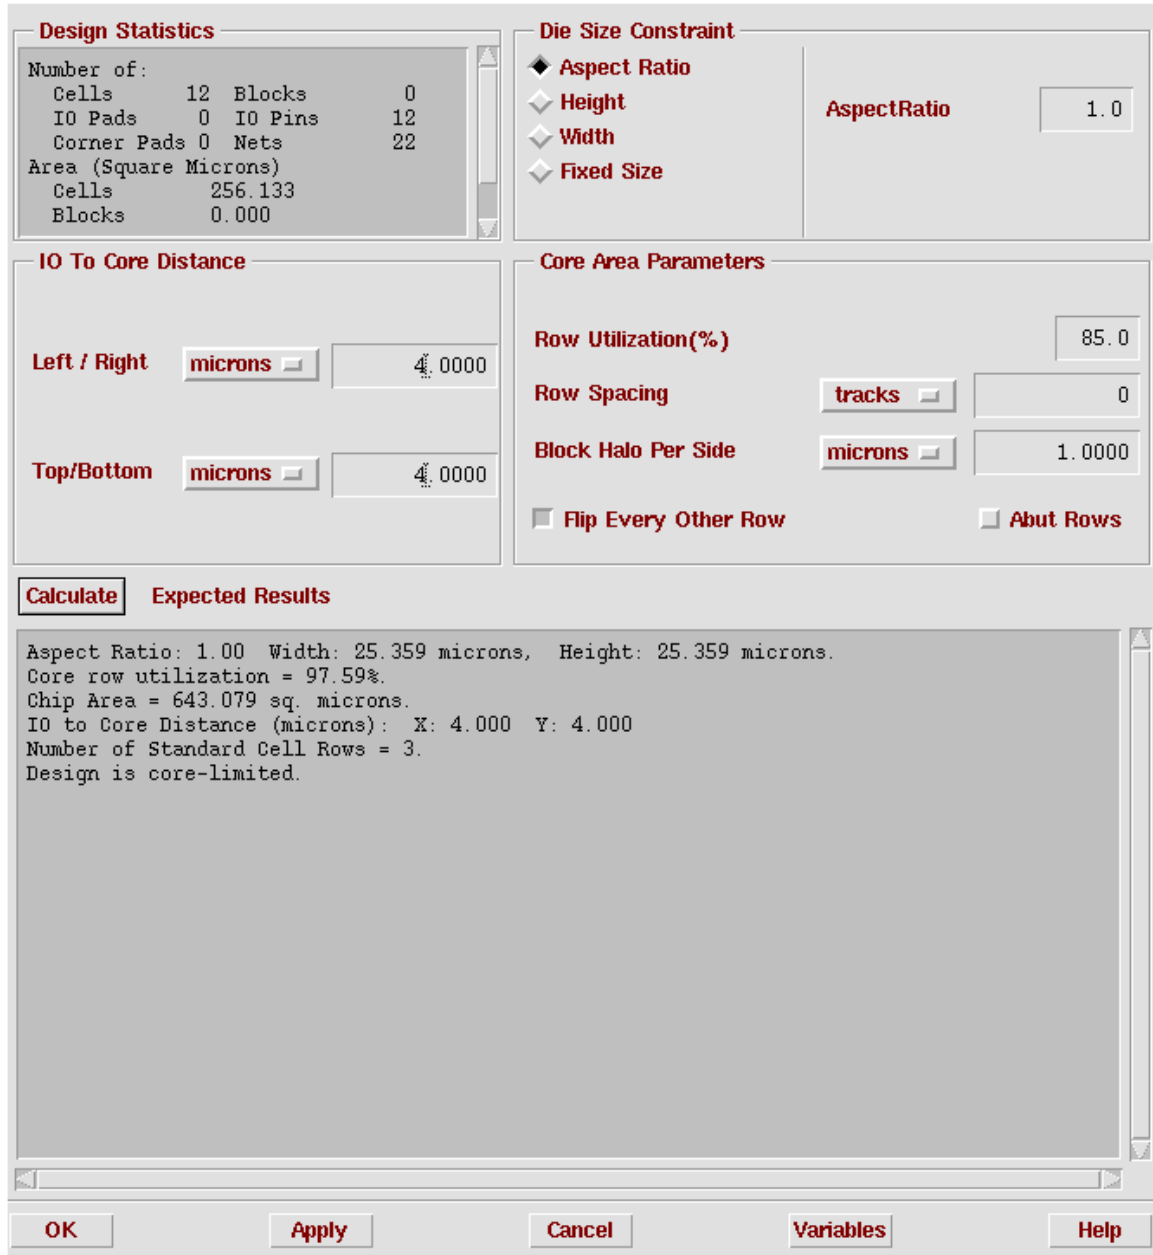 Design Statistics
Number of:
Cells 12 Blocks 0
IO Pads 0 IO Pins 12
Corner Pads 0 Nets 22
Area (Square Microns)
Cells 256.133
Blocks 0.000
Die Size Constraint
Aspect Ratio
Height
Width
Fixed Size
AspectRatio 1.0
IO To Core Distance
Left / Right microns 4.0000
Top/Bottom microns 4.0000
Core Area Parameters
Row Utilization(%) 85.0
Row Spacing tracks 0
Block Halo Per Side microns 1.0000
Flip Every Other Row Abut Rows
Calculate Expected Results
Aspect Ratio: 1.00 Width: 25.359 microns, Height: 25.359 microns.
Core row utilization = 97.59%.
Chip Area = 643.079 sq. microns.
IO to Core Distance (microns): X: 4.000 Y: 4.000
Number of Standard Cell Rows = 3.
Design is core-limited.
OK Apply Cancel Variables Help